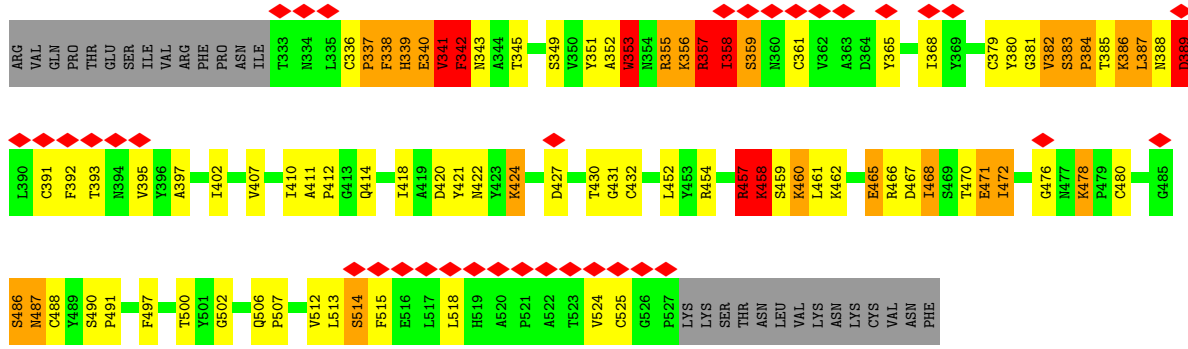 ARG VAL GLN PRO THR GLU SER ILE VAL ARG PHE PRO ASN ILE T333 N334 L335 C336 P337 F338 H339 E340 V341 F342 N343 A344 T345 S349 V350 Y351 A352 W353 N354 R355 K356 R357 I358 S359 N360 C361 V362 A363 D364 Y365 I368 Y369 C379 Y380 G381 V382 S383 P384 T385 K386 L387 N388 D389
L390 C391 F392 T393 N394 V395 Y396 A397 I402 V407 I410 A411 P412 G413 Q414 I418 A419 D420 Y421 N422 Y423 K424 D427 T430 G431 C432 L452 Y453 R454 R457 K458 S459 K460 L461 K462 E465 R466 D467 I468 S469 T470 E471 I472 G476 N477 K478 P479 C480 G485
S486 N487 C488 Y489 S490 P491 F497 T500 Y501 G502 Q506 P507 V512 L513 S514 F515 E516 L517 L518 H519 A520 P521 A522 T523 V524 C525 G526 P527 LYS LYS SER THR ASN LEU VAL LYS ASN LYS CYS VAL ASN PHE